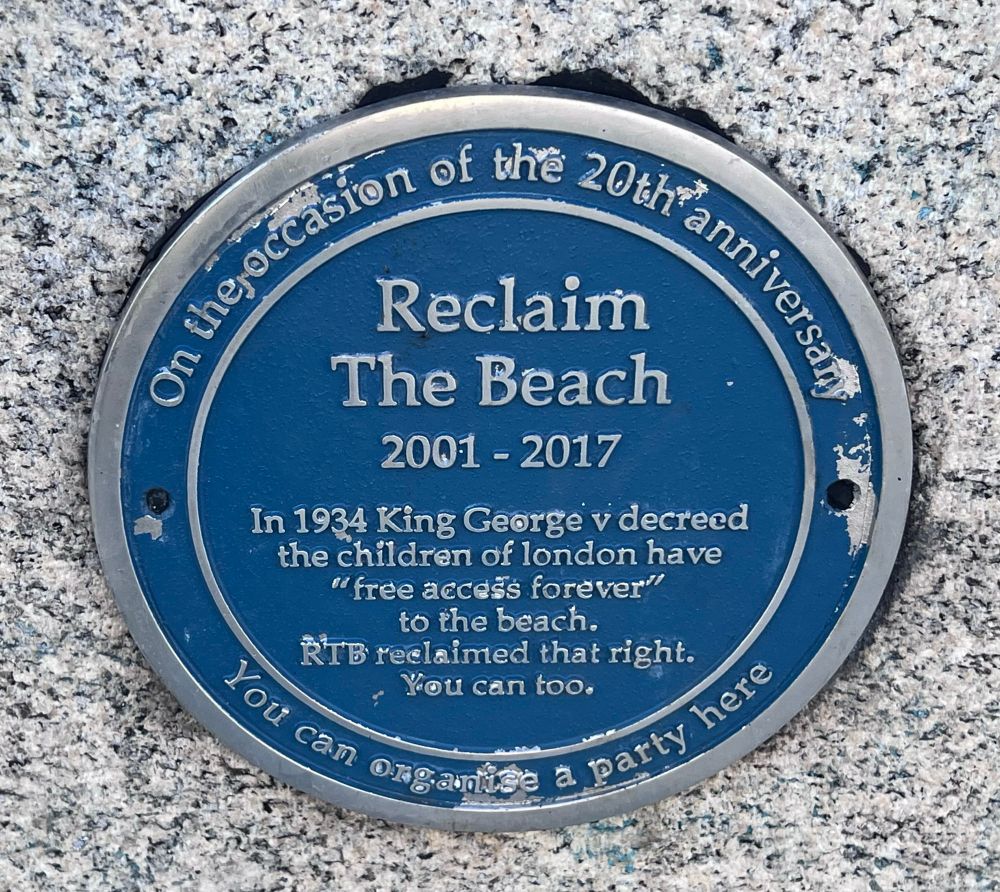 On the occasion of the 20th anniversary
Reclaim
The Beach
2001 - 2017
In 1934 King George v decreed
the children of london have
"free access forever"
to the beach.
RTB reclaimed that right.
You can too.
You can organise a party here